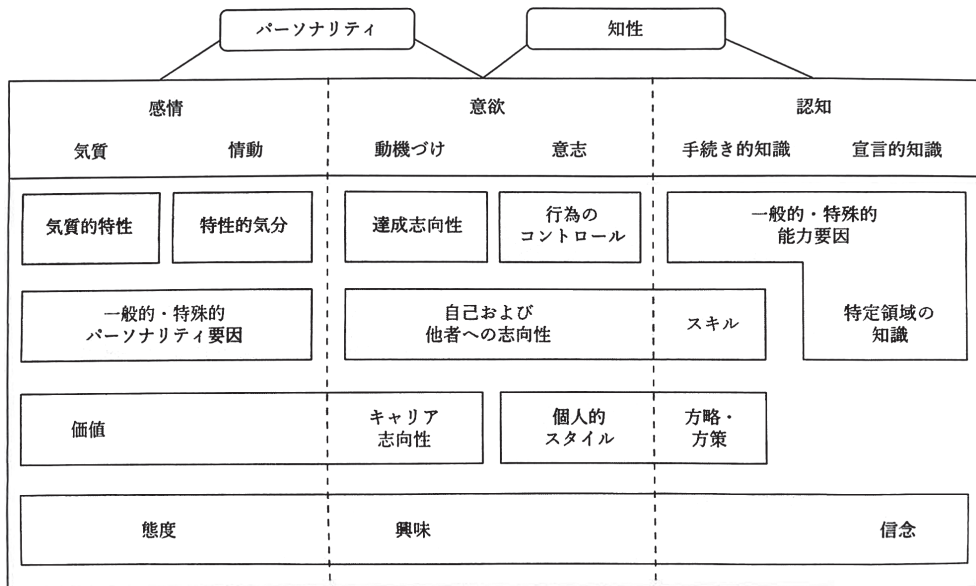 パーソナリティ
知性
感情
意欲
認知
気質
情動
動機づけ
意志
手続き的知識
宣言的知識
気質的特性
特性的気分
達成志向性
行為の
コントロール
一般的・特殊的
能力要因
一般的・特殊的
パーソナリティ要因
自己および
他者への志向性
スキル
特定領域の
知識
価値
キャリア
志向性
個人的
スタイル
方略・
方策
態度
興味
信念